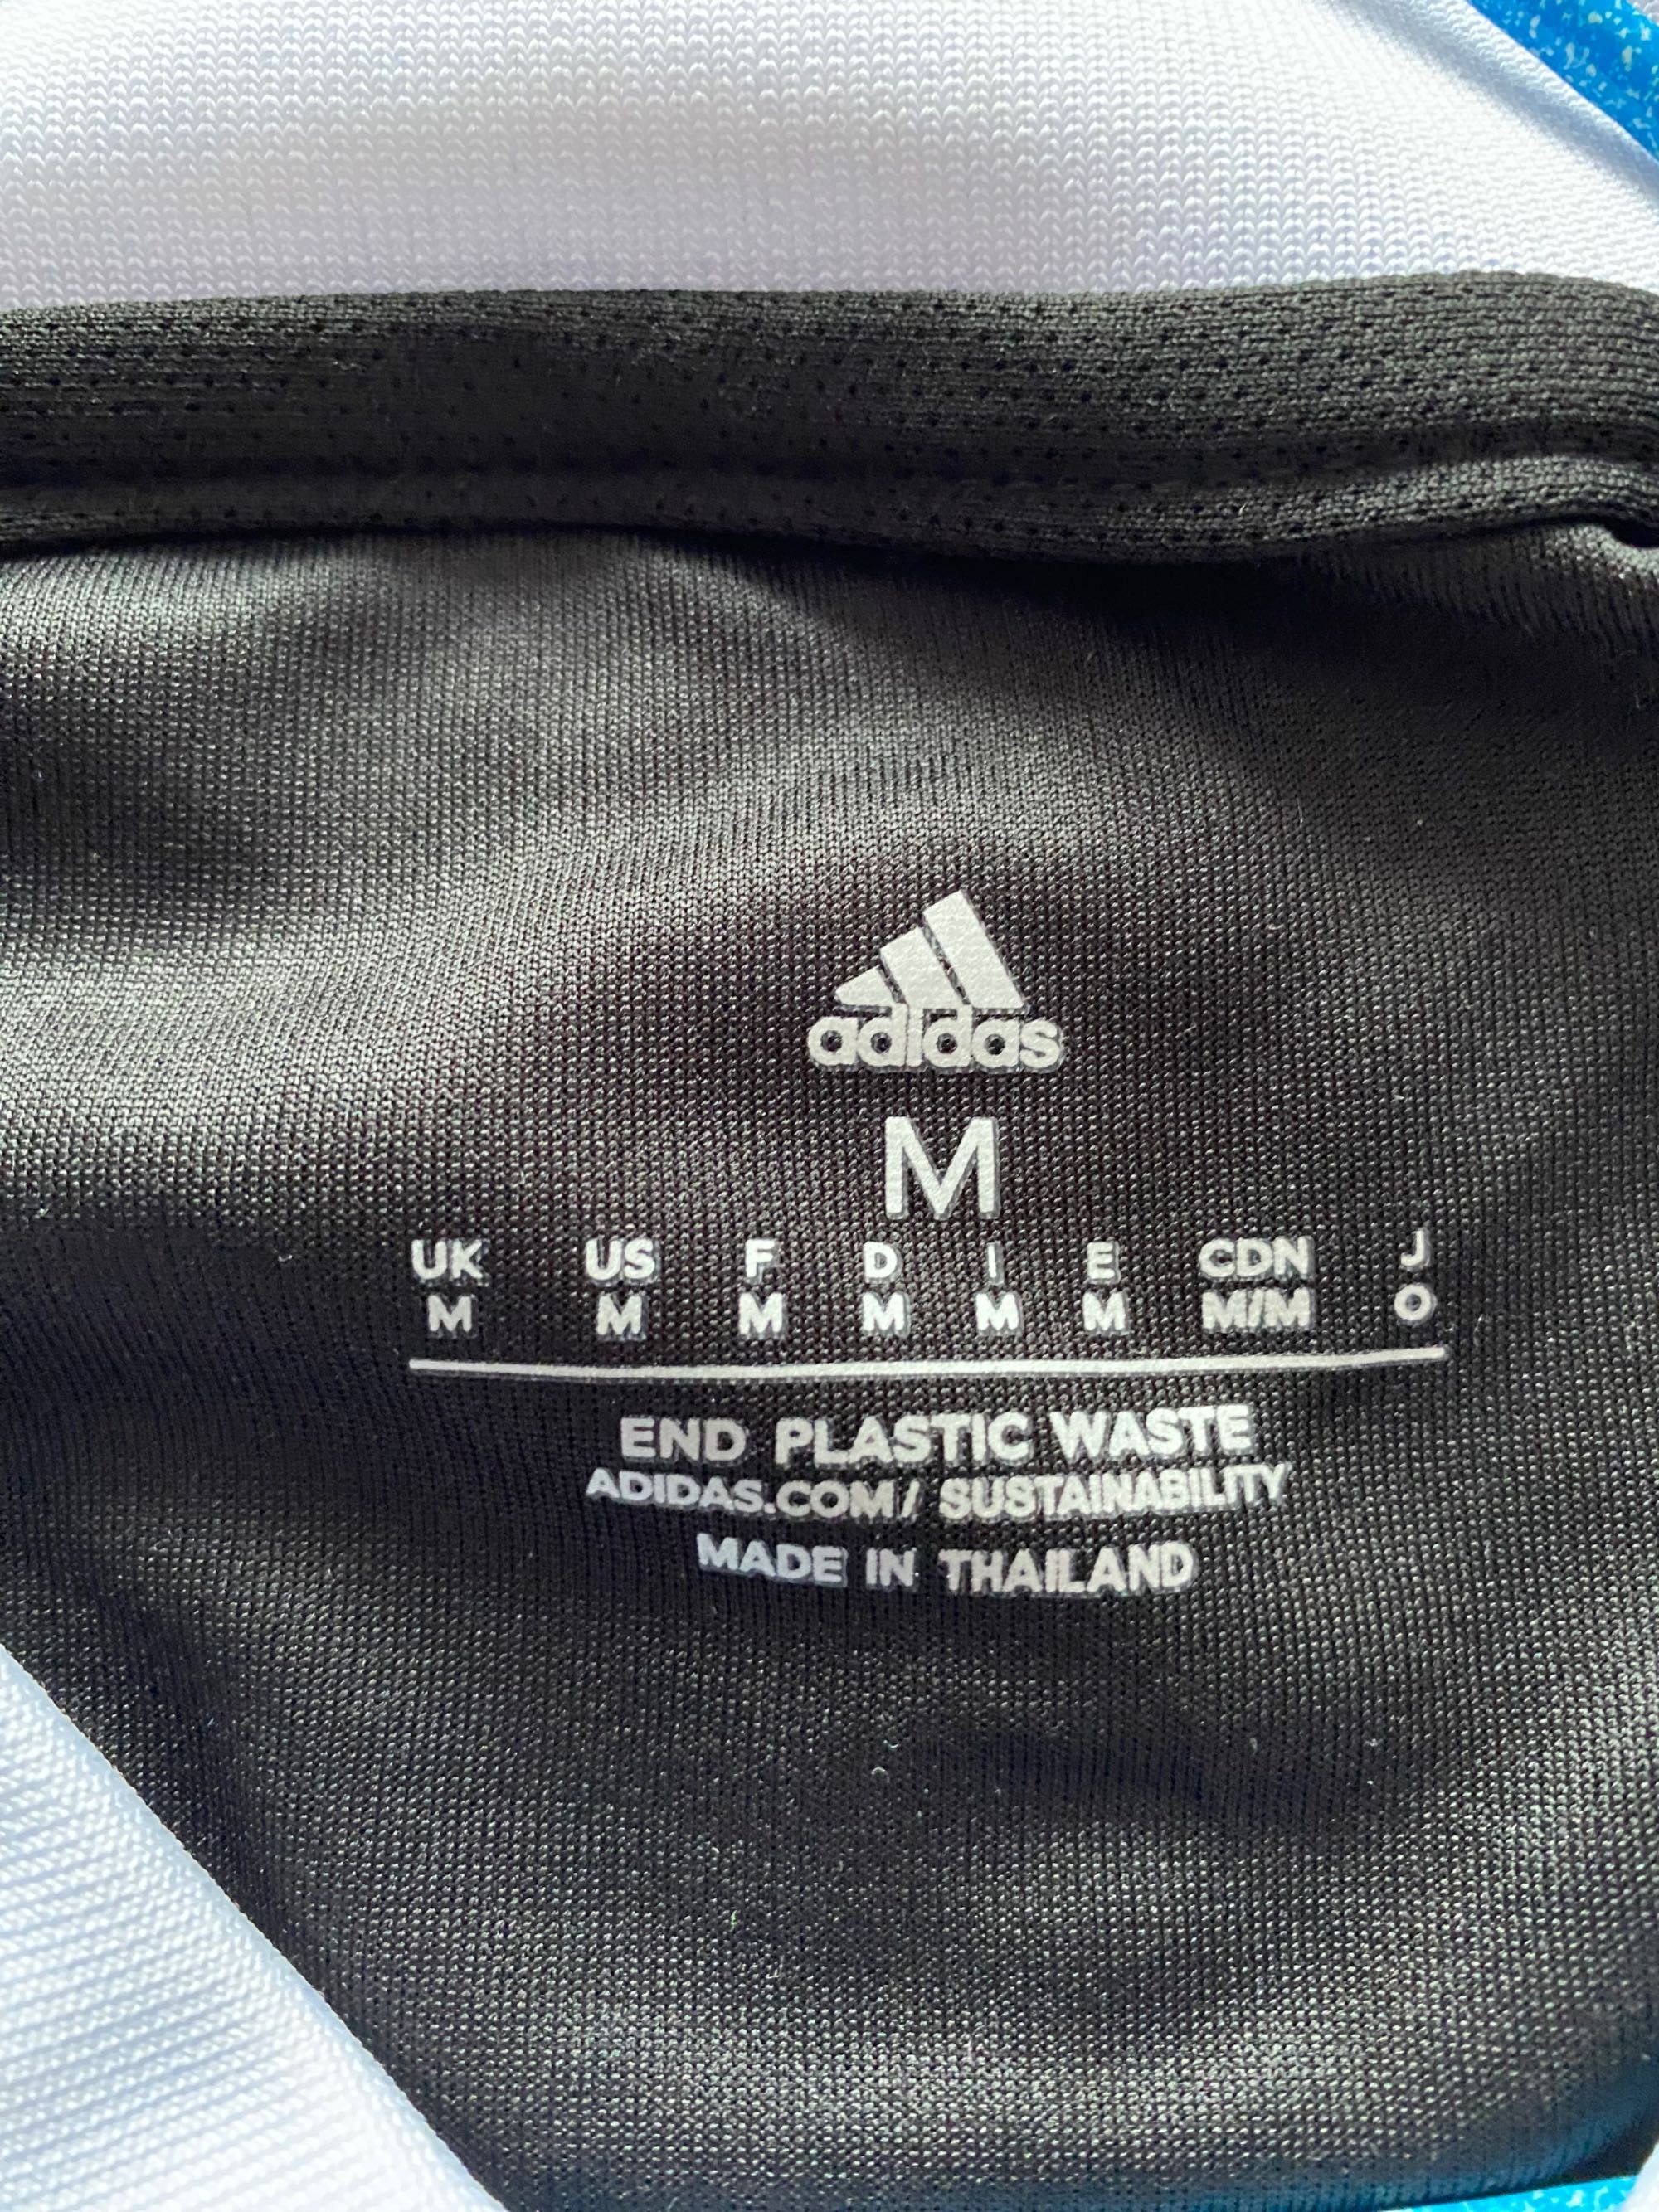 adidas
M
UK US F D I E CDN J
M M M M M M M/M O
END PLASTIC WASTE
ADIDAS.COM/ SUSTAINABILITY
MADE IN THAILAND